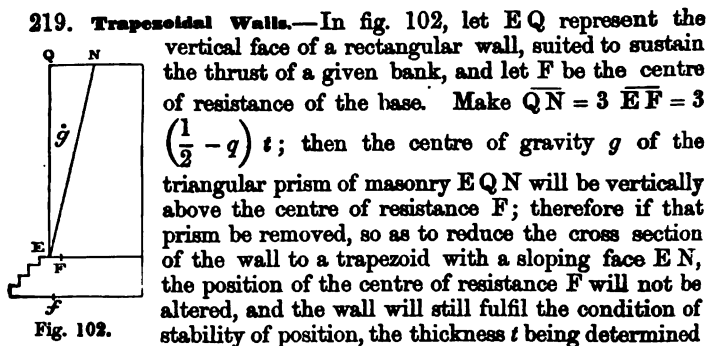 219. Trapezoidal Walls.—In fig. 102, let E Q represent the
vertical face of a rectangular wall, suited to sustain
the thrust of a given bank, and let F be the centre
of resistance of the base. Make Q̅N̅ = 3 E̅F̅ = 3
(1/2 − q) t; then the centre of gravity g of the
triangular prism of masonry E Q N will be vertically
above the centre of resistance F; therefore if that
prism be removed, so as to reduce the cross section
of the wall to a trapezoid with a sloping face E N,
the position of the centre of resistance F will not be
altered, and the wall will still fulfil the condition of
stability of position, the thickness t being determined
Q N
g
E
F
f
Fig. 102.